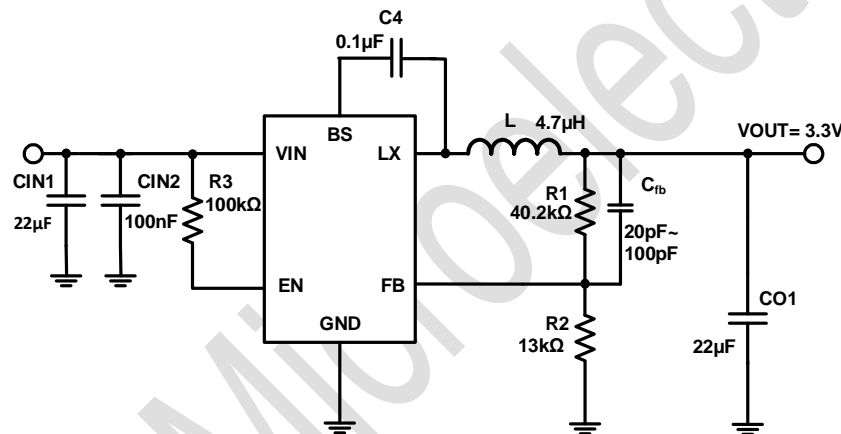 C4
0.1µF
BS
L
4.7µH
VOUT= 3.3V
VIN
LX
CIN1
CIN2
R3
100kΩ
22µF
100nF
R1
40.2kΩ
Cfb
20pF~
100pF
EN
FB
GND
R2
13kΩ
CO1
22µF
Microelect